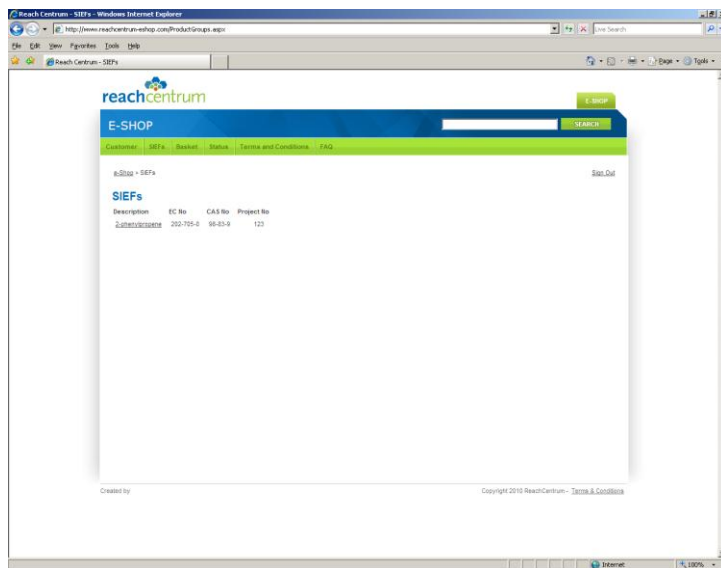 Reach Centrum - SIEFs - Windows Internet Explorer
http://www.reachcentrum-eshop.com/ProductGroups.aspx
Live Search
File Edit View Favorites Tools Help
Reach Centrum - SIEFs
Page Tools
reachcentrum
E-SHOP
E-SHOP
SEARCH
Customer SIEFs Basket Status Terms and Conditions FAQ
e-Shop > SIEFs
Sign Out
SIEFs
Description EC No CAS No Project No
2-phenylpropene 202-705-0 98-83-9 123
Created by
Copyright 2010 ReachCentrum - Terms & Conditions
Internet
100%